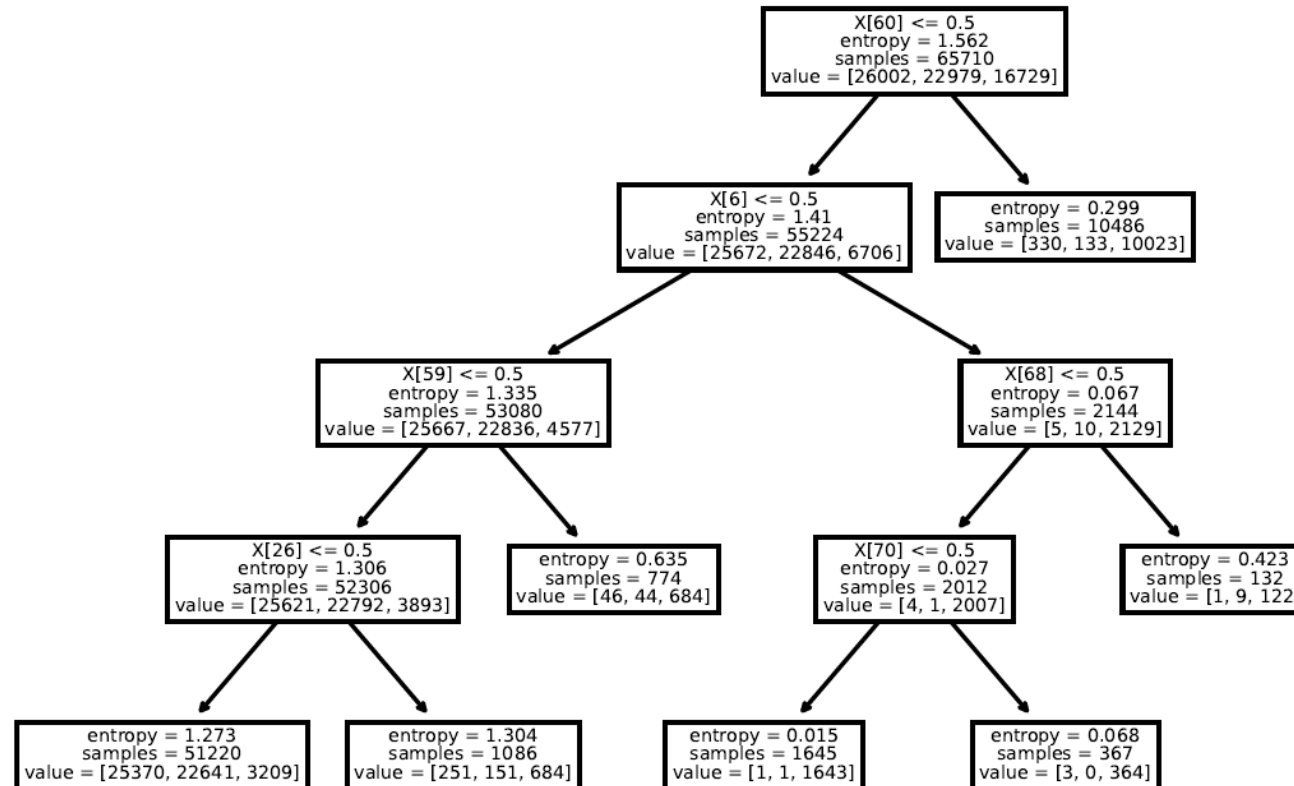 X[60] <= 0.5
entropy = 1.562
samples = 65710
value = [26002, 22979, 16729]
X[6] <= 0.5
entropy = 1.41
samples = 55224
value = [25672, 22846, 6706]
entropy = 0.299
samples = 10486
value = [330, 133, 10023]
X[59] <= 0.5
entropy = 1.335
samples = 53080
value = [25667, 22836, 4577]
X[68] <= 0.5
entropy = 0.067
samples = 2144
value = [5, 10, 2129]
X[26] <= 0.5
entropy = 1.306
samples = 52306
value = [25621, 22792, 3893]
entropy = 0.635
samples = 774
value = [46, 44, 684]
X[70] <= 0.5
entropy = 0.027
samples = 2012
value = [4, 1, 2007]
entropy = 0.423
samples = 132
value = [1, 9, 122
entropy = 1.273
samples = 51220
value = [25370, 22641, 3209]
entropy = 1.304
samples = 1086
value = [251, 151, 684]
entropy = 0.015
samples = 1645
value = [1, 1, 1643]
entropy = 0.068
samples = 367
value = [3, 0, 364]